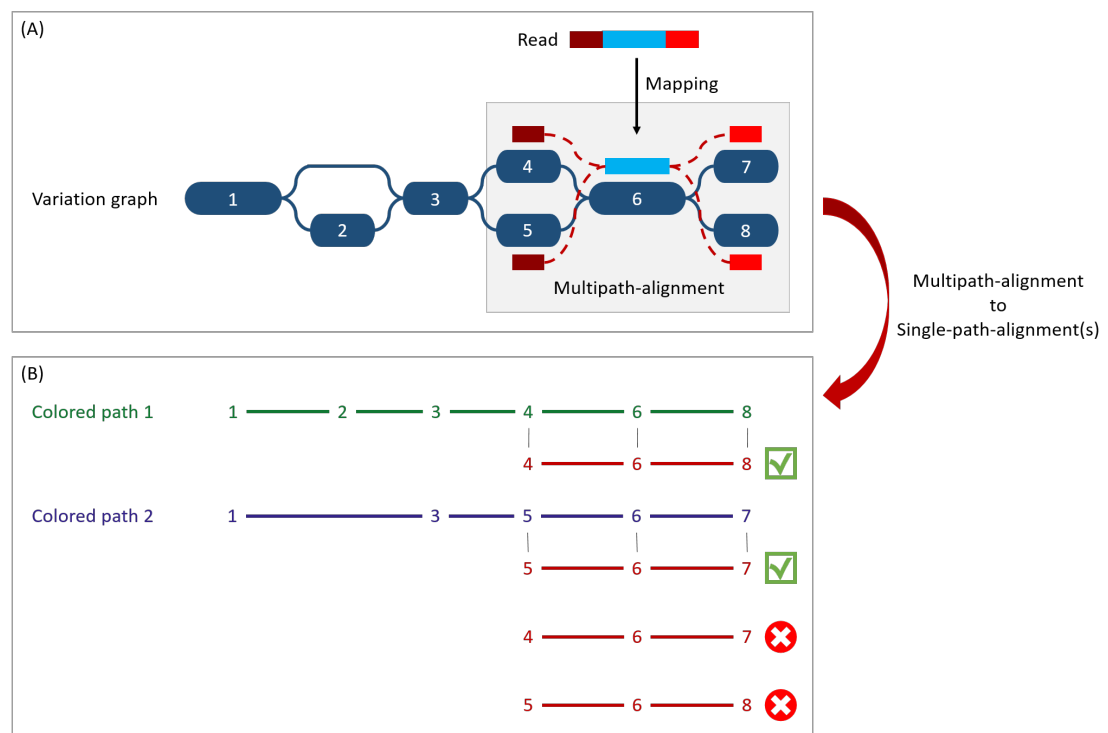 (A)
Read
Mapping
4
7
Variation graph
1
3
6
2
5
8
Multipath-alignment
Multipath-alignment
to
Single-path-alignment(s)
(B)
Colored path 1 1 2 3 4 6 8
4 6 8
Colored path 2 1 3 5 6 7
5 6 7
4 6 7
5 6 8